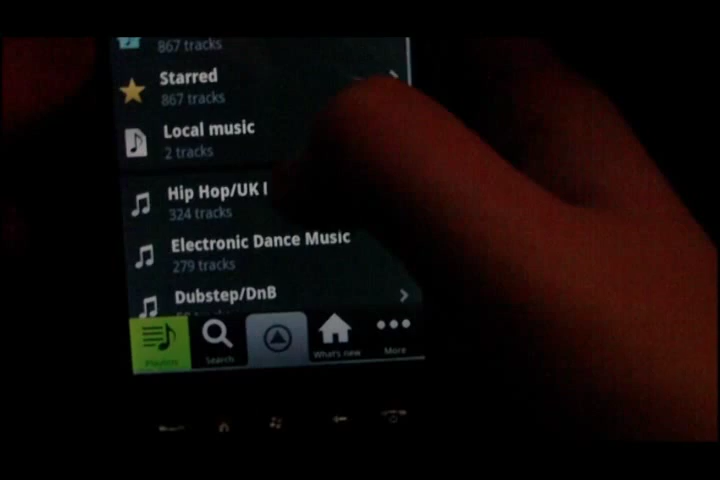 867 tracks
Starred
867 tracks
Local music
2 tracks
Hip Hop/UK
324 tracks
Electronic Dance Music
279 tracks
Dubstep/DnB
Playlists
Search
What's new
More